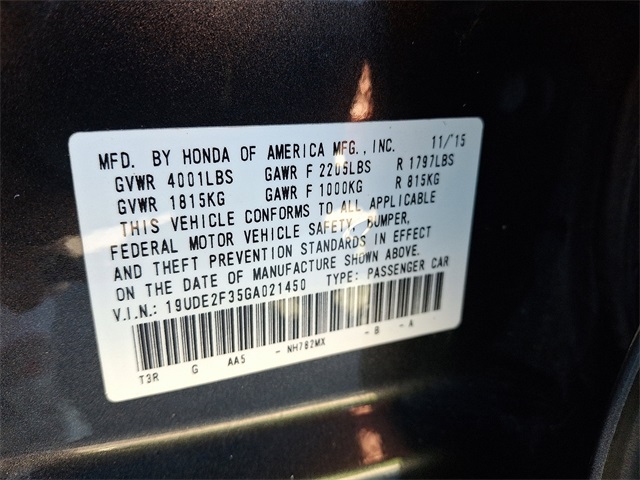 MFD. BY HONDA OF AMERICA MFG., INC. 11/'15
GVWR 4001LBS GAWR F 2205LBS R 1797LBS
GVWR 1815KG GAWR F 1000KG R 815KG
THIS VEHICLE CONFORMS TO ALL APPLICABLE
FEDERAL MOTOR VEHICLE SAFETY, BUMPER,
AND THEFT PREVENTION STANDARDS IN EFFECT
ON THE DATE OF MANUFACTURE SHOWN ABOVE.
V.I.N.: 19UDE2F35GA021450 TYPE: PASSENGER CAR
T3R G AA5 - NH782MX - B - A